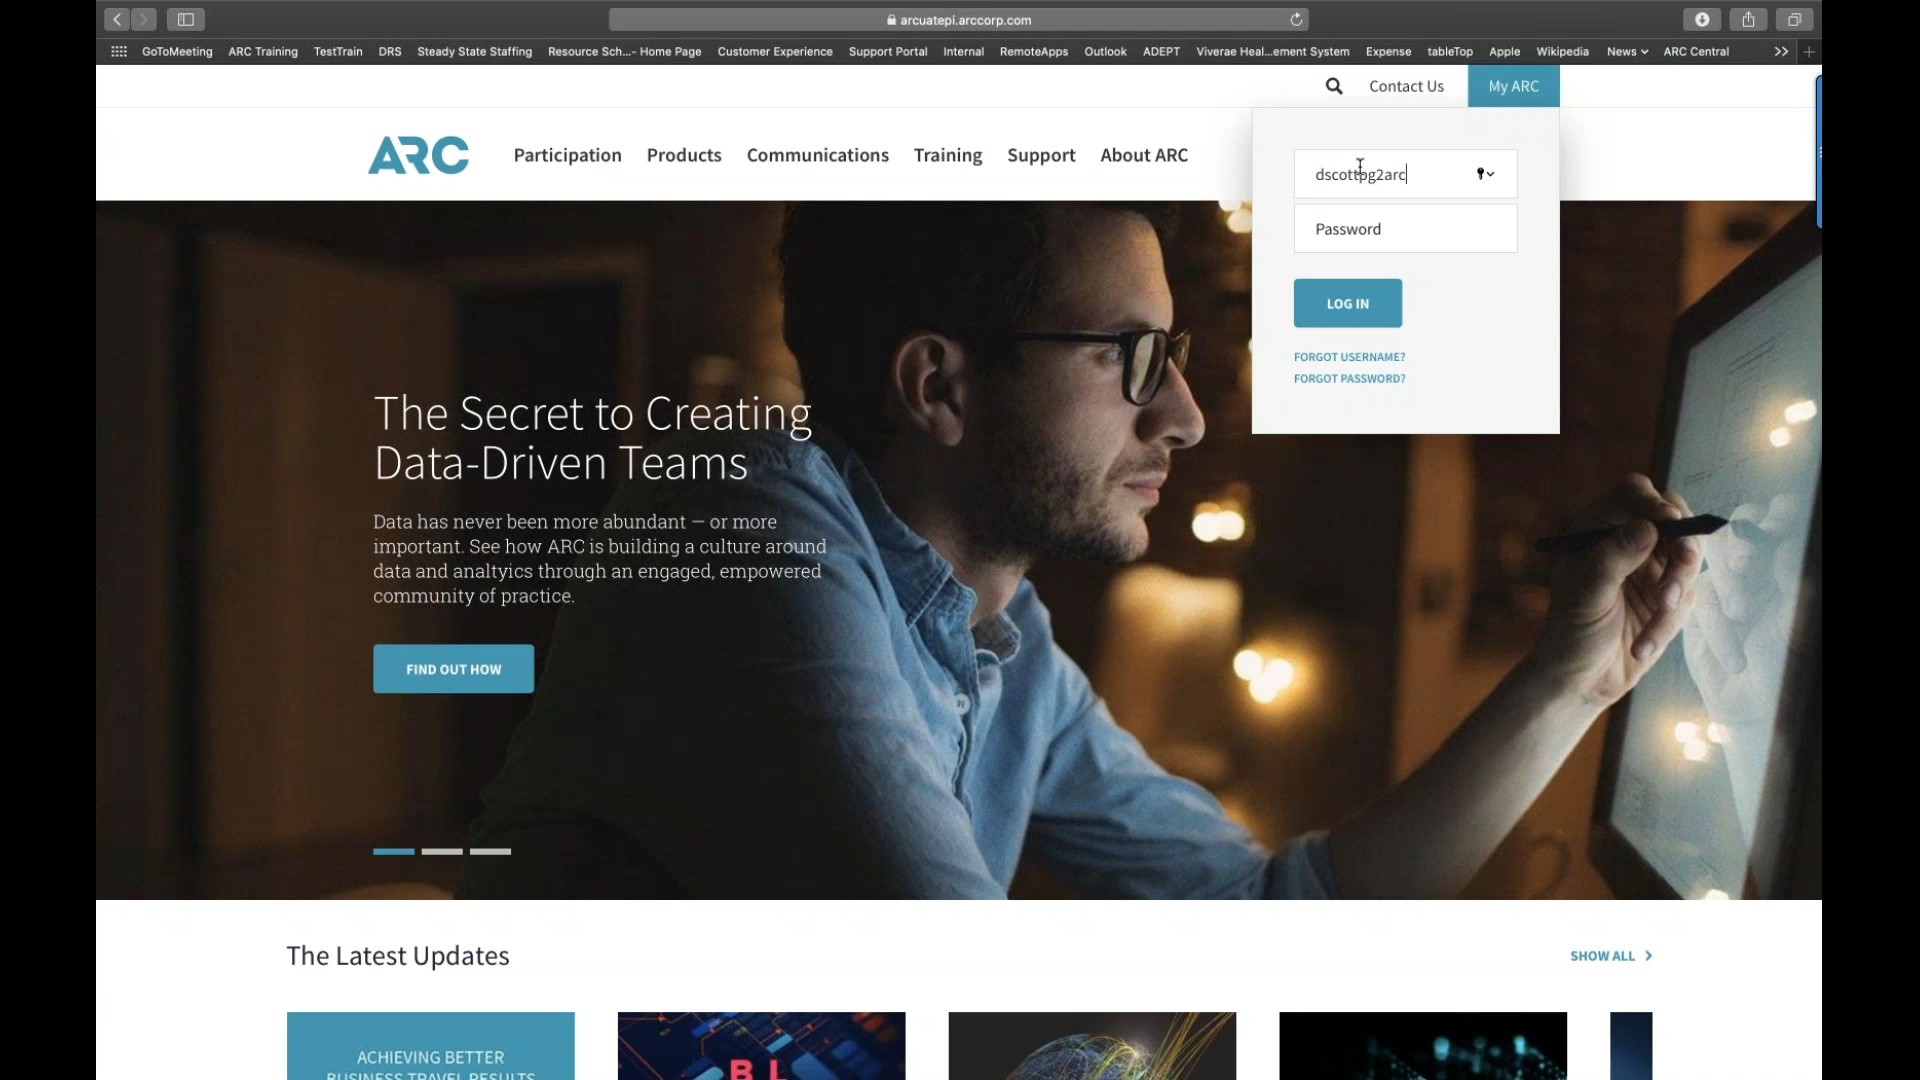 arcuatepi.arccorp.com
GoToMeeting ARC Training TestTrain DRS Steady State Staffing Resource Sch...- Home Page Customer Experience Support Portal Internal RemoteApps Outlook ADEPT Viverae Heal...ement System Expense tableTop Apple Wikipedia News ARC Central
Contact Us My ARC
ARC Participation Products Communications Training Support About ARC
dscottpg2arc
Password
LOG IN
FORGOT USERNAME?
FORGOT PASSWORD?
The Secret to Creating
Data-Driven Teams
Data has never been more abundant — or more
important. See how ARC is building a culture around
data and analtyics through an engaged, empowered
community of practice.
FIND OUT HOW
The Latest Updates
SHOW ALL
ACHIEVING BETTER
BUSINESS TRAVEL RESULTS
B L